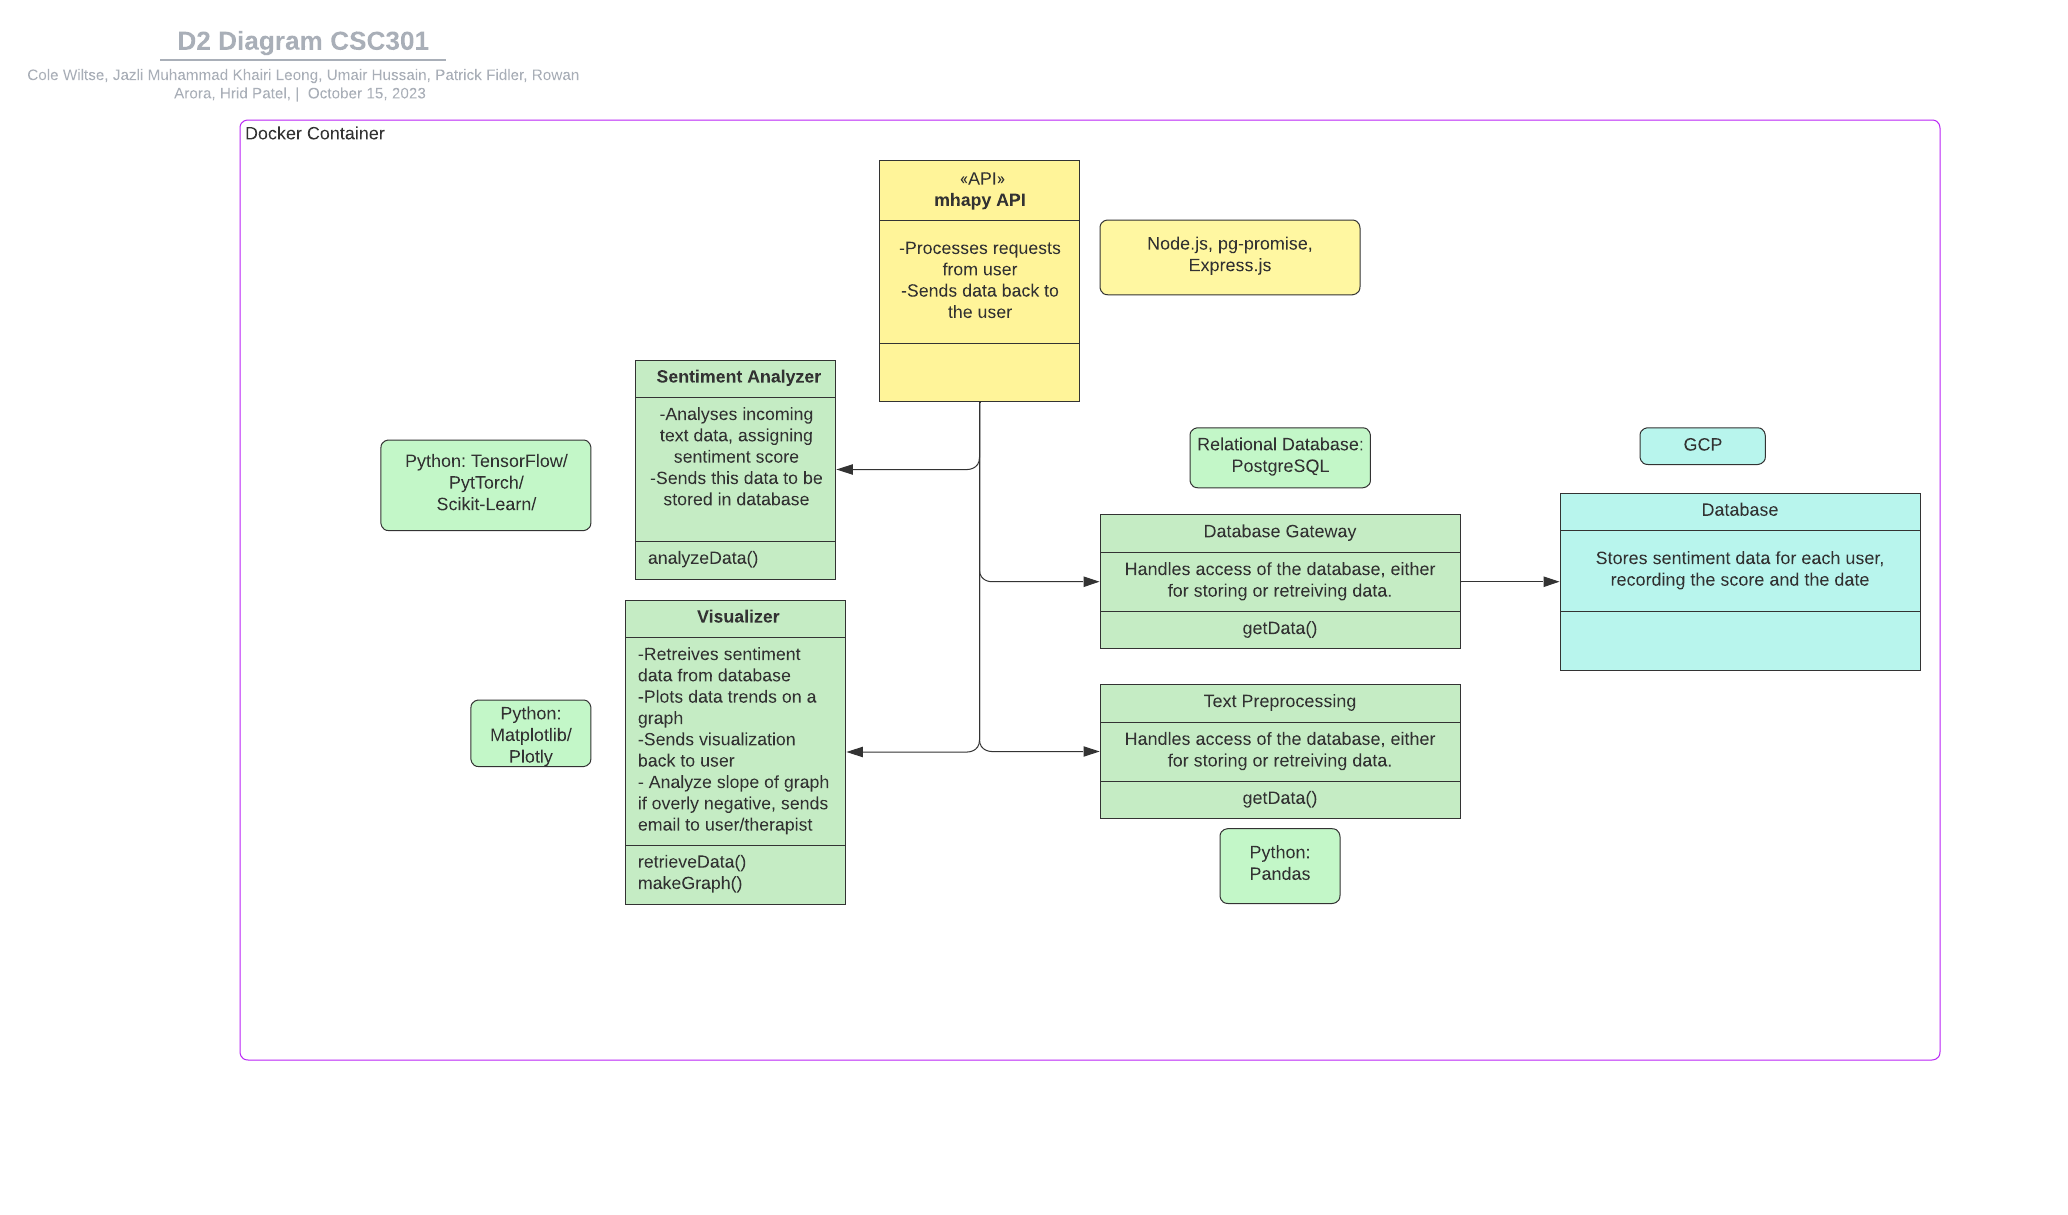 D2 Diagram CSC301
Cole Wiltse, Jazli Muhammad Khairi Leong, Umair Hussain, Patrick Fidler, Rowan
Arora, Hrid Patel, | October 15, 2023
Docker Container
«API»
mhapy API
-Processes requests
from user
-Sends data back to
the user
Node.js, pg-promise,
Express.js
Sentiment Analyzer
-Analyses incoming
text data, assigning
sentiment score
-Sends this data to be
stored in database
analyzeData()
Python: TensorFlow/
PytTorch/
Scikit-Learn/
Relational Database:
PostgreSQL
GCP
Database Gateway
Handles access of the database, either
for storing or retreiving data.
getData()
Database
Stores sentiment data for each user,
recording the score and the date
Visualizer
-Retreives sentiment
data from database
-Plots data trends on a
graph
-Sends visualization
back to user
- Analyze slope of graph
if overly negative, sends
email to user/therapist
retrieveData()
makeGraph()
Python:
Matplotlib/
Plotly
Text Preprocessing
Handles access of the database, either
for storing or retreiving data.
getData()
Python:
Pandas